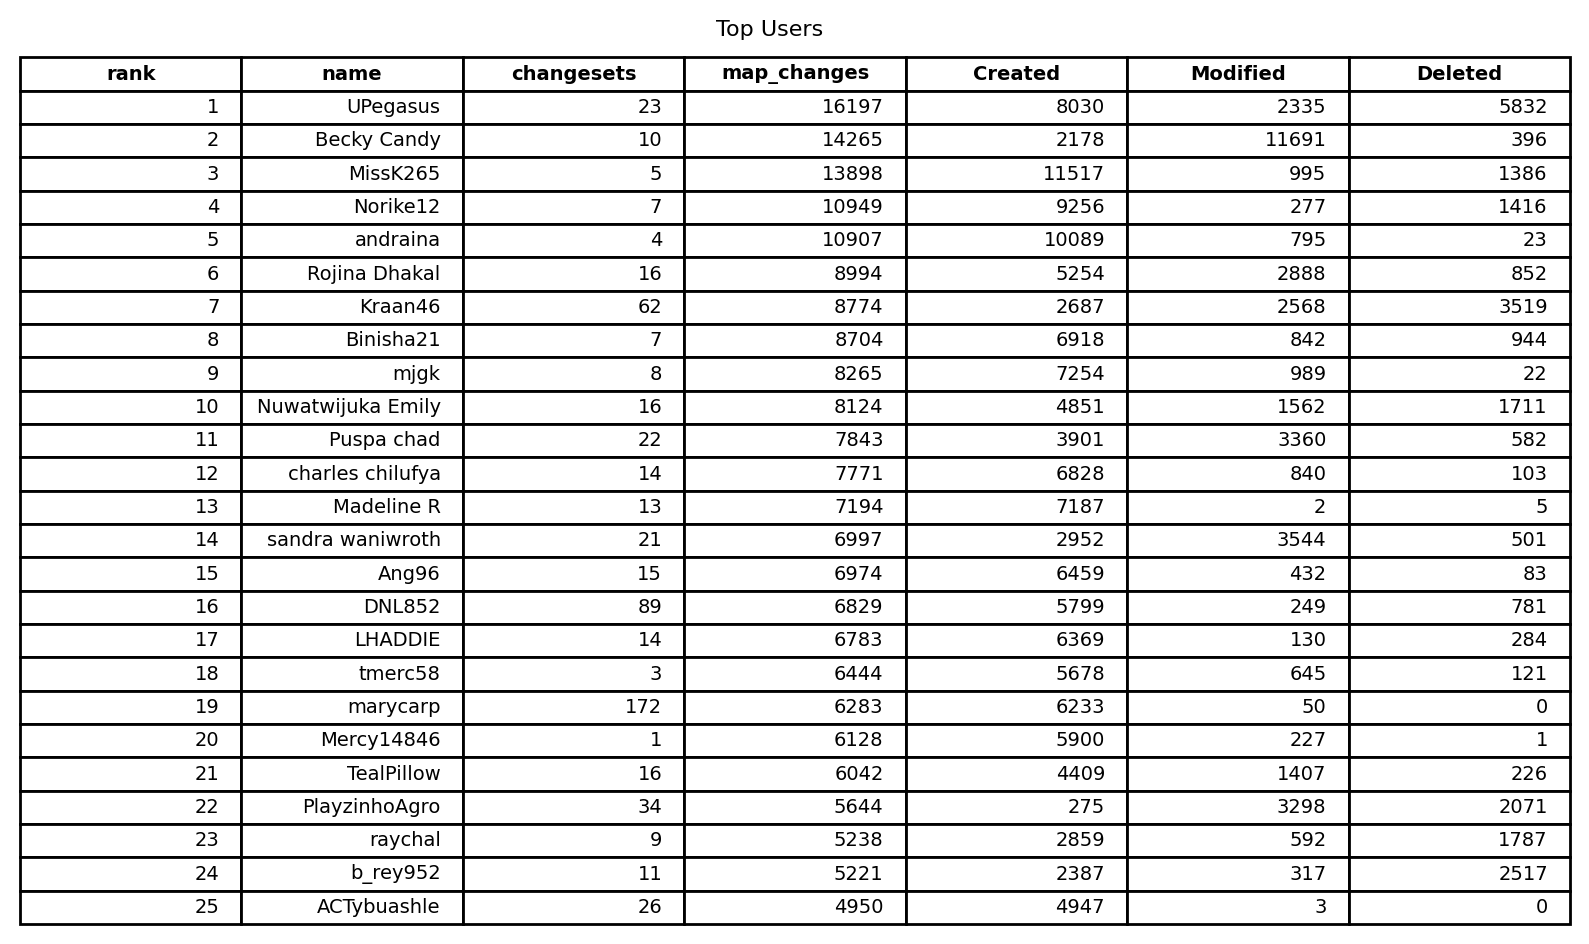 Top Users
rank name changesets map_changes Created Modified Deleted
1 UPegasus 23 16197 8030 2335 5832
2 Becky Candy 10 14265 2178 11691 396
3 MissK265 5 13898 11517 995 1386
4 Norike12 7 10949 9256 277 1416
5 andraina 4 10907 10089 795 23
6 Rojina Dhakal 16 8994 5254 2888 852
7 Kraan46 62 8774 2687 2568 3519
8 Binisha21 7 8704 6918 842 944
9 mjgk 8 8265 7254 989 22
10 Nuwatwijuka Emily 16 8124 4851 1562 1711
11 Puspa chad 22 7843 3901 3360 582
12 charles chilufya 14 7771 6828 840 103
13 Madeline R 13 7194 7187 2 5
14 sandra waniwroth 21 6997 2952 3544 501
15 Ang96 15 6974 6459 432 83
16 DNL852 89 6829 5799 249 781
17 LHADDIE 14 6783 6369 130 284
18 tmerc58 3 6444 5678 645 121
19 marycarp 172 6283 6233 50 0
20 Mercy14846 1 6128 5900 227 1
21 TealPillow 16 6042 4409 1407 226
22 PlayzinhoAgro 34 5644 275 3298 2071
23 raychal 9 5238 2859 592 1787
24 b_rey952 11 5221 2387 317 2517
25 ACTybuashle 26 4950 4947 3 0